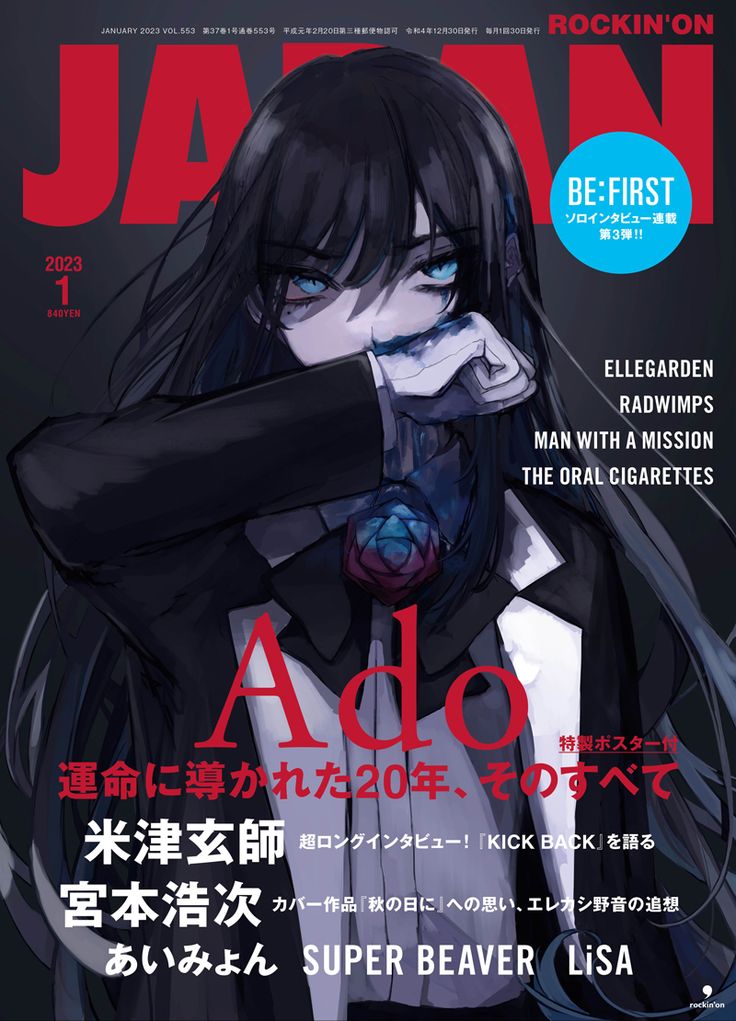 JANUARY 2023 VOL.553 第37巻1号通巻553号 平成元年2月20日第三種郵便物認可 令和4年12月30日発行 毎月1回30日発行
ROCKIN'ON
JAPAN
BE:FIRST
ソロインタビュー連載
第3弾!!
2023
1
840YEN
ELLEGARDEN
RADWIMPS
MAN WITH A MISSION
THE ORAL CIGARETTES
Ado
特製ポスター付
運命に導かれた20年、そのすべて
米津玄師 超ロングインタビュー!『KICK BACK』を語る
宮本浩次 カバー作品『秋の日に』への思い、エレカシ野音の追想
あいみょん SUPER BEAVER LiSA
rockin'on